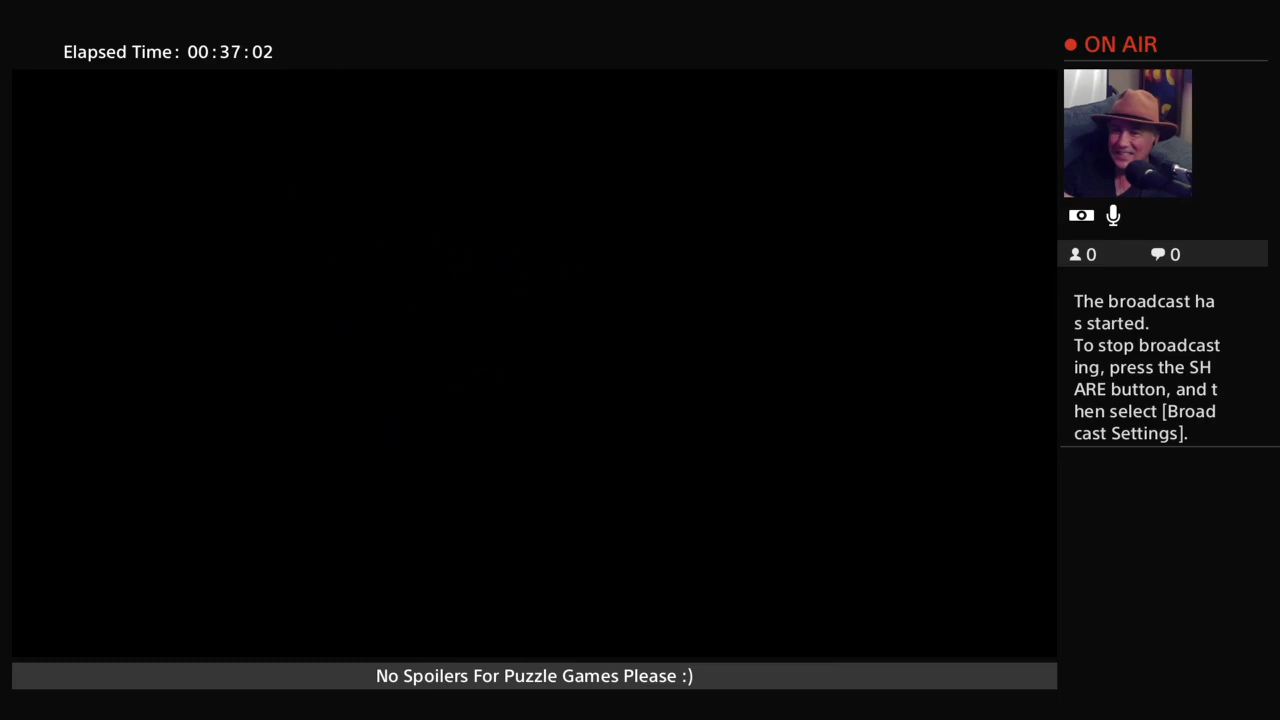 Elapsed Time: 00:37:02
ON AIR
0 0
The broadcast ha
s started.
To stop broadcast
ing, press the SH
ARE button, and t
hen select [Broad
cast Settings].
No Spoilers For Puzzle Games Please :)